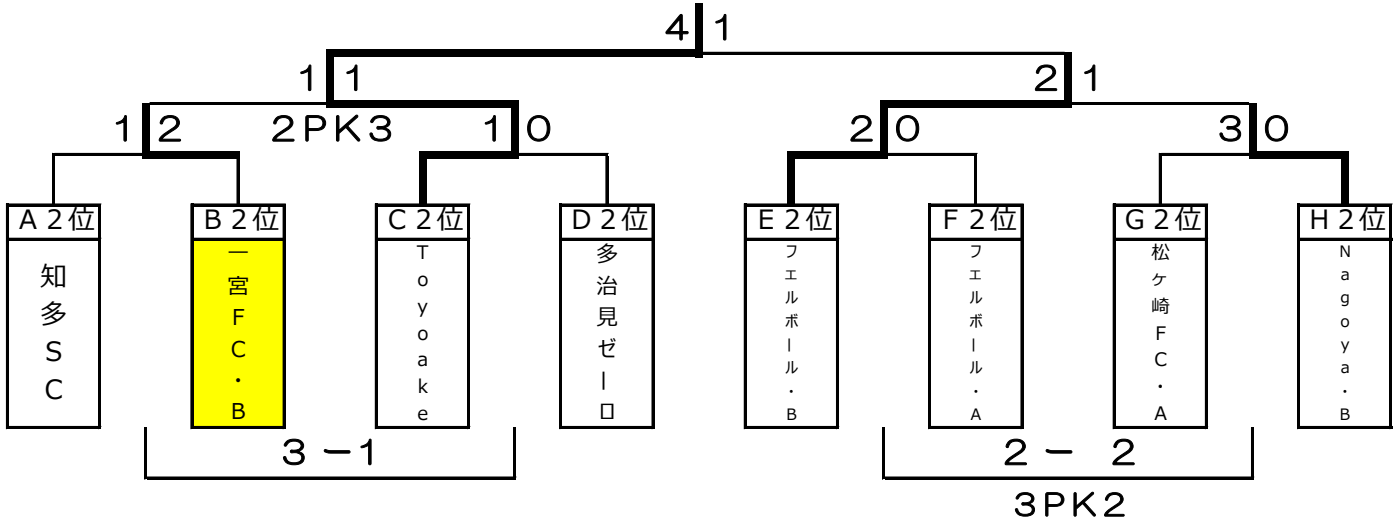 4 1
1 1
2 1
1 2
2PK3
1 0
2 0
3 0
A2位
B2位
C2位
D2位
E2位
F2位
G2位
H2位
知多SC
一宮FC・B
Toyoake
多治見ゼーロ
フェルボール・B
フェルボール・A
松ヶ崎FC・A
Nagoya・B
3 ー1
2 ー 2
3PK2